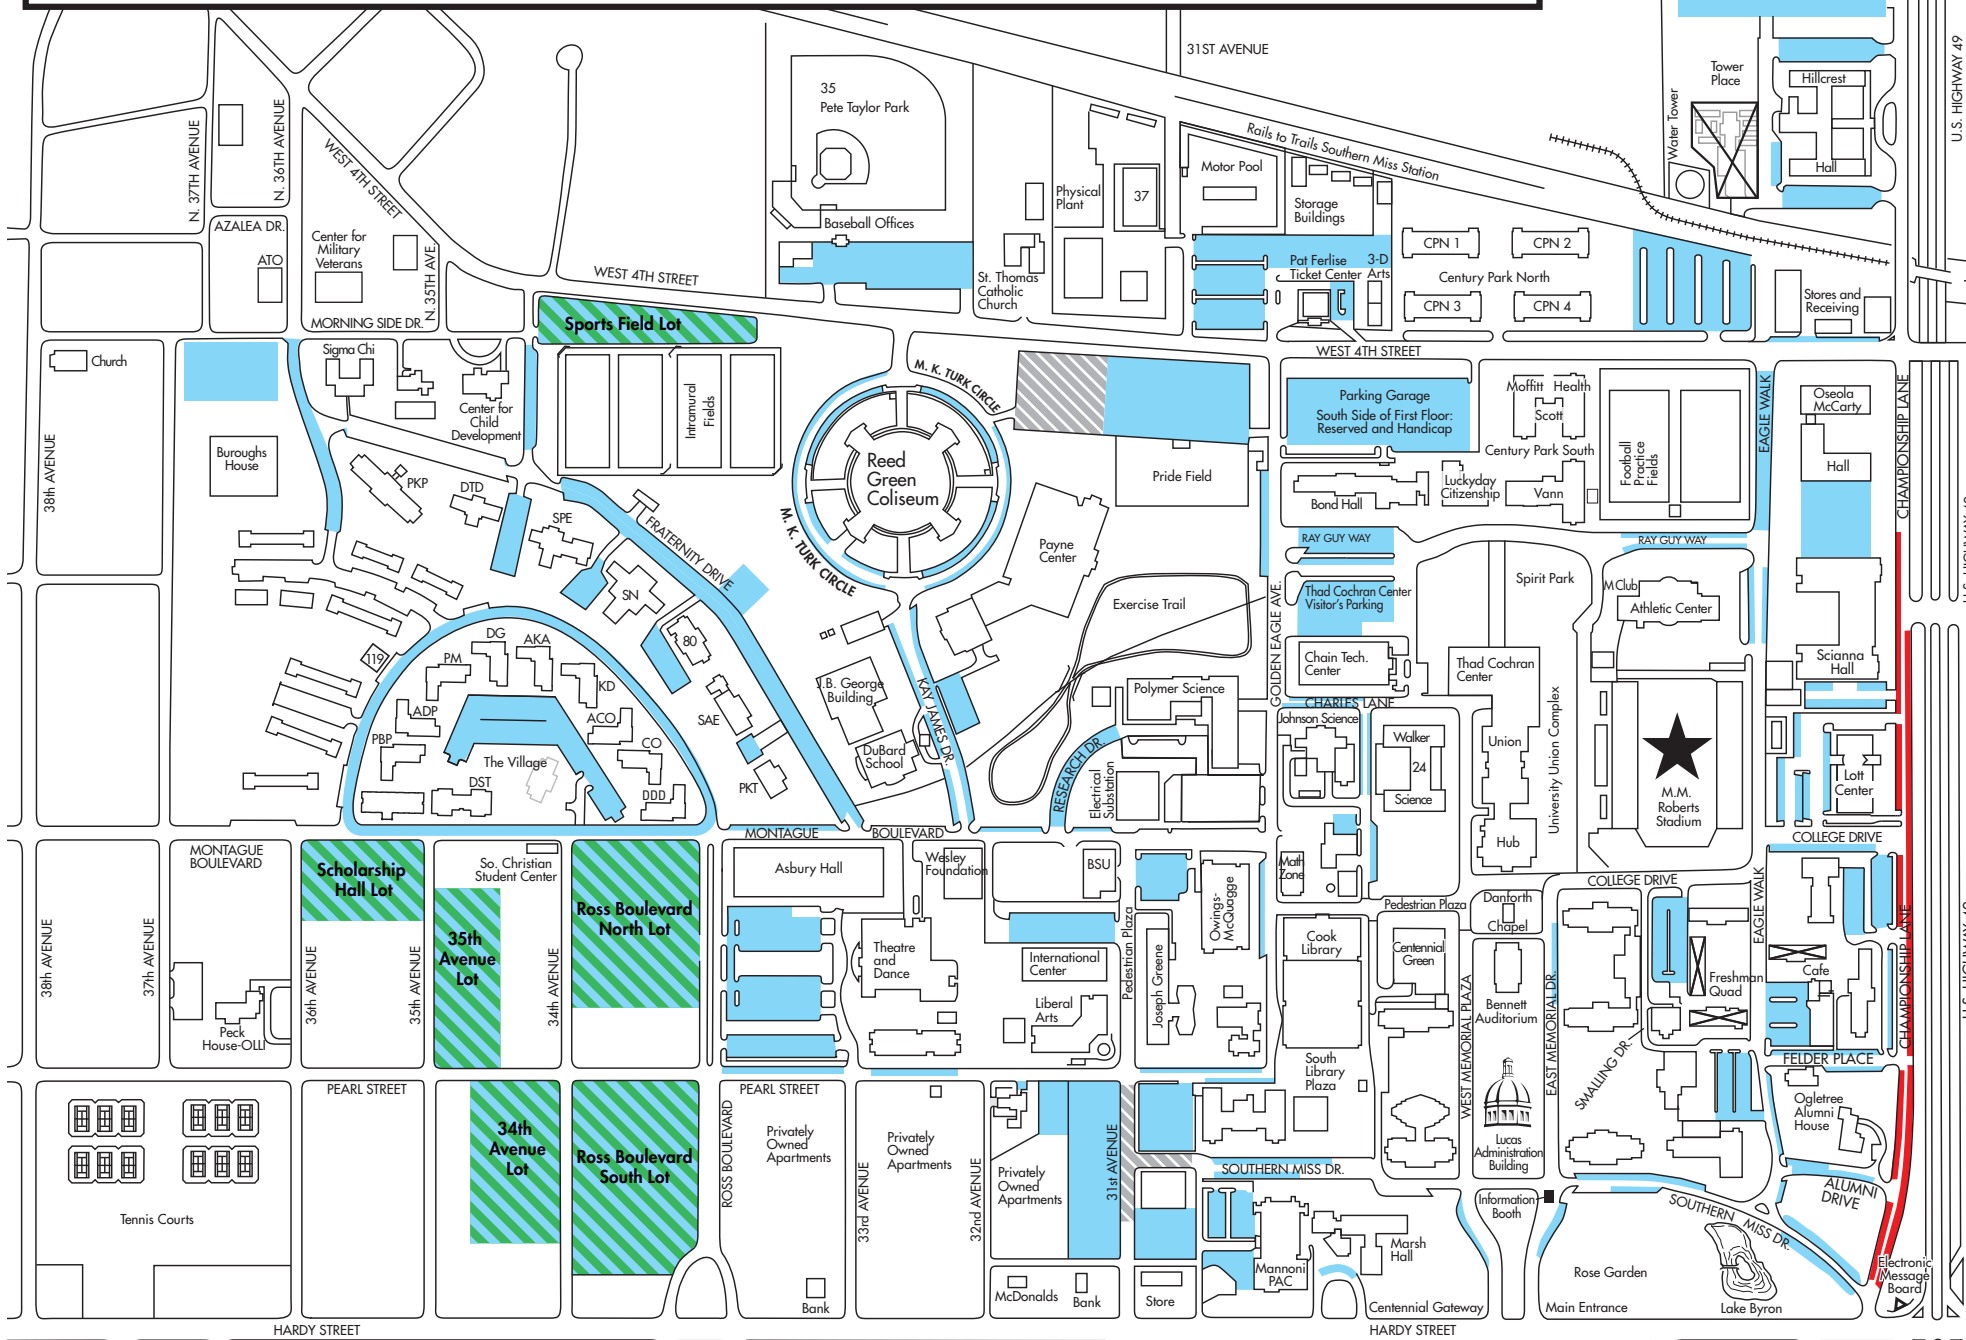 31ST AVENUE
U.S. HIGHWAY 49
Tower
Place
Water Tower
Hillcrest
Hall
35
Pete Taylor Park
N. 37TH AVENUE
N. 36TH AVENUE
WEST 4TH STREET
Rails to Trails Southern Miss Station
Motor Pool
Physical
Plant
37
Storage
Buildings
AZALEA DR.
Center for
Military
Veterans
ATO
N. 35TH AVE.
Baseball Offices
WEST 4TH STREET
St. Thomas
Catholic
Church
Pat Ferlise
Ticket Center
3-D
Arts
CPN 1
CPN 2
Century Park North
CPN 3
CPN 4
Stores and
Receiving
MORNING SIDE DR.
Sports Field Lot
WEST 4TH STREET
Church
Sigma Chi
Center for
Child
Development
Intramural
Fields
M. K. TURK CIRCLE
Parking Garage
South Side of First Floor:
Reserved and Handicap
Moffitt Health
Scott
Century Park South
Football
Practice
Fields
EAGLE WALK
Oseola
McCarty
Hall
CHAMPIONSHIP LANE
38th AVENUE
Buroughs
House
PKP
DTD
SPE
Reed
Green
Coliseum
Pride Field
Bond Hall
Luckyday
Citizenship
Vann
FRATERNITY DRIVE
M. K. TURK CIRCLE
Payne
Center
RAY GUY WAY
RAY GUY WAY
SN
Exercise Trail
GOLDEN EAGLE AVE.
Thad Cochran Center
Visitor's Parking
Spirit Park
M Club
Athletic Center
DG
AKA
PM
119
80
KD
J.B. George
Building
KAY JAMES DR.
Chain Tech.
Center
Thad Cochran
Center
Scianna
Hall
Polymer Science
CHARLES LANE
ADP
ACO
SAE
PBP
CO
The Village
DST
DDD
PKT
DuBard
School
RESEARCH DR.
Electrical
Substation
Johnson Science
Walker
24
Science
Union
Hub
University Union Complex
M.M.
Roberts
Stadium
Lott
Center
COLLEGE DRIVE
MONTAGUE
BOULEVARD
MONTAGUE
BOULEVARD
Scholarship
Hall Lot
So. Christian
Student Center
Ross Boulevard
North Lot
Asbury Hall
Wesley
Foundation
BSU
Math
Zone
COLLEGE DRIVE
Owings-
McQuagge
Pedestrian Plaza
Pedestrian Plaza
Danforth
Chapel
EAGLE WALK
38th AVENUE
37th AVENUE
36th AVENUE
35th AVENUE
35th
Avenue
Lot
34th AVENUE
Theatre
and
Dance
International
Center
Liberal
Arts
Joseph Greene
Cook
Library
Centennial
Green
WEST MEMORIAL PLAZA
Bennett
Auditorium
EAST MEMORIAL DR.
Freshman
Quad
Cafe
CHAMPIONSHIP LANE
Peck
House-OLLI
South
Library
Plaza
SMALLING DR.
FELDER PLACE
PEARL STREET
PEARL STREET
34th
Avenue
Lot
Ross Boulevard
South Lot
ROSS BOULEVARD
Privately
Owned
Apartments
33rd AVENUE
Privately
Owned
Apartments
32nd AVENUE
Privately
Owned
Apartments
31st AVENUE
SOUTHERN MISS DR.
Lucas
Administration
Building
Ogletree
Alumni
House
ALUMNI
DRIVE
Tennis Courts
Information
Booth
SOUTHERN MISS DR.
Marsh
Hall
Mannoni
PAC
Rose Garden
Electronic
Message
Board
McDonalds
Bank
Bank
Store
Centennial Gateway
Main Entrance
Lake Byron
HARDY STREET
HARDY STREET